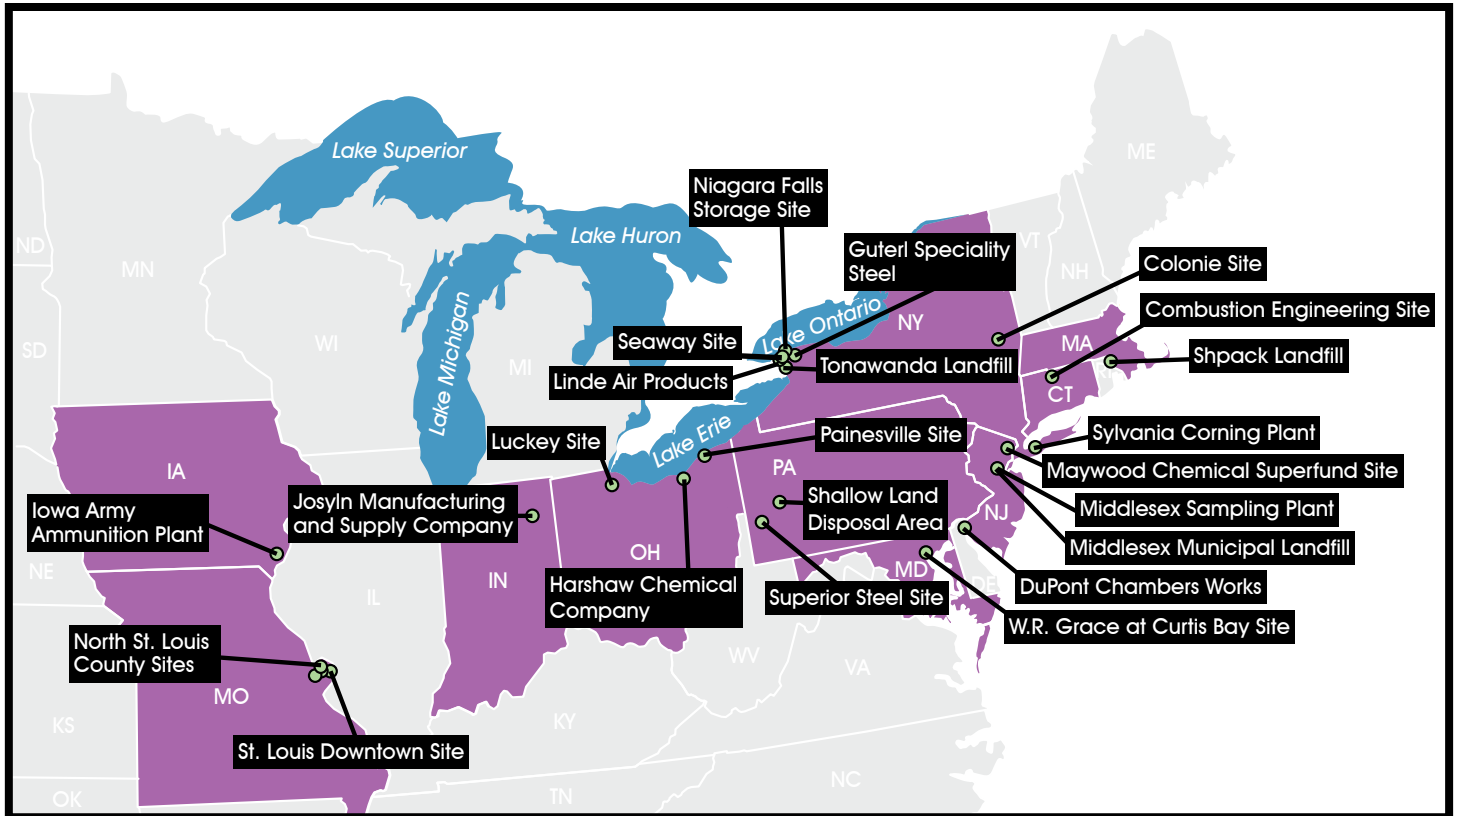 Lake Superior
ME
Niagara Falls
Storage Site
Lake Huron
ND
VT
Guterl Speciality
Steel
MN
NH
Colonie Site
Combustion Engineering Site
Lake Ontario
NY
WI
Seaway Site
MA
SD
Lake Michigan
MI
Shpack Landfill
Tonawanda Landfill
Linde Air Products
RI
CT
Lake Erie
Painesville Site
Sylvania Corning Plant
Luckey Site
IA
PA
Maywood Chemical Superfund Site
Josyln Manufacturing
and Supply Company
Shallow Land
Disposal Area
Middlesex Sampling Plant
NJ
Iowa Army
Ammunition Plant
OH
Middlesex Municipal Landfill
NE
IN
MD
DE
DuPont Chambers Works
Harshaw Chemical
Company
IL
Superior Steel Site
W.R. Grace at Curtis Bay Site
North St. Louis
County Sites
WV
VA
MO
KS
KY
St. Louis Downtown Site
OK
TN
NC